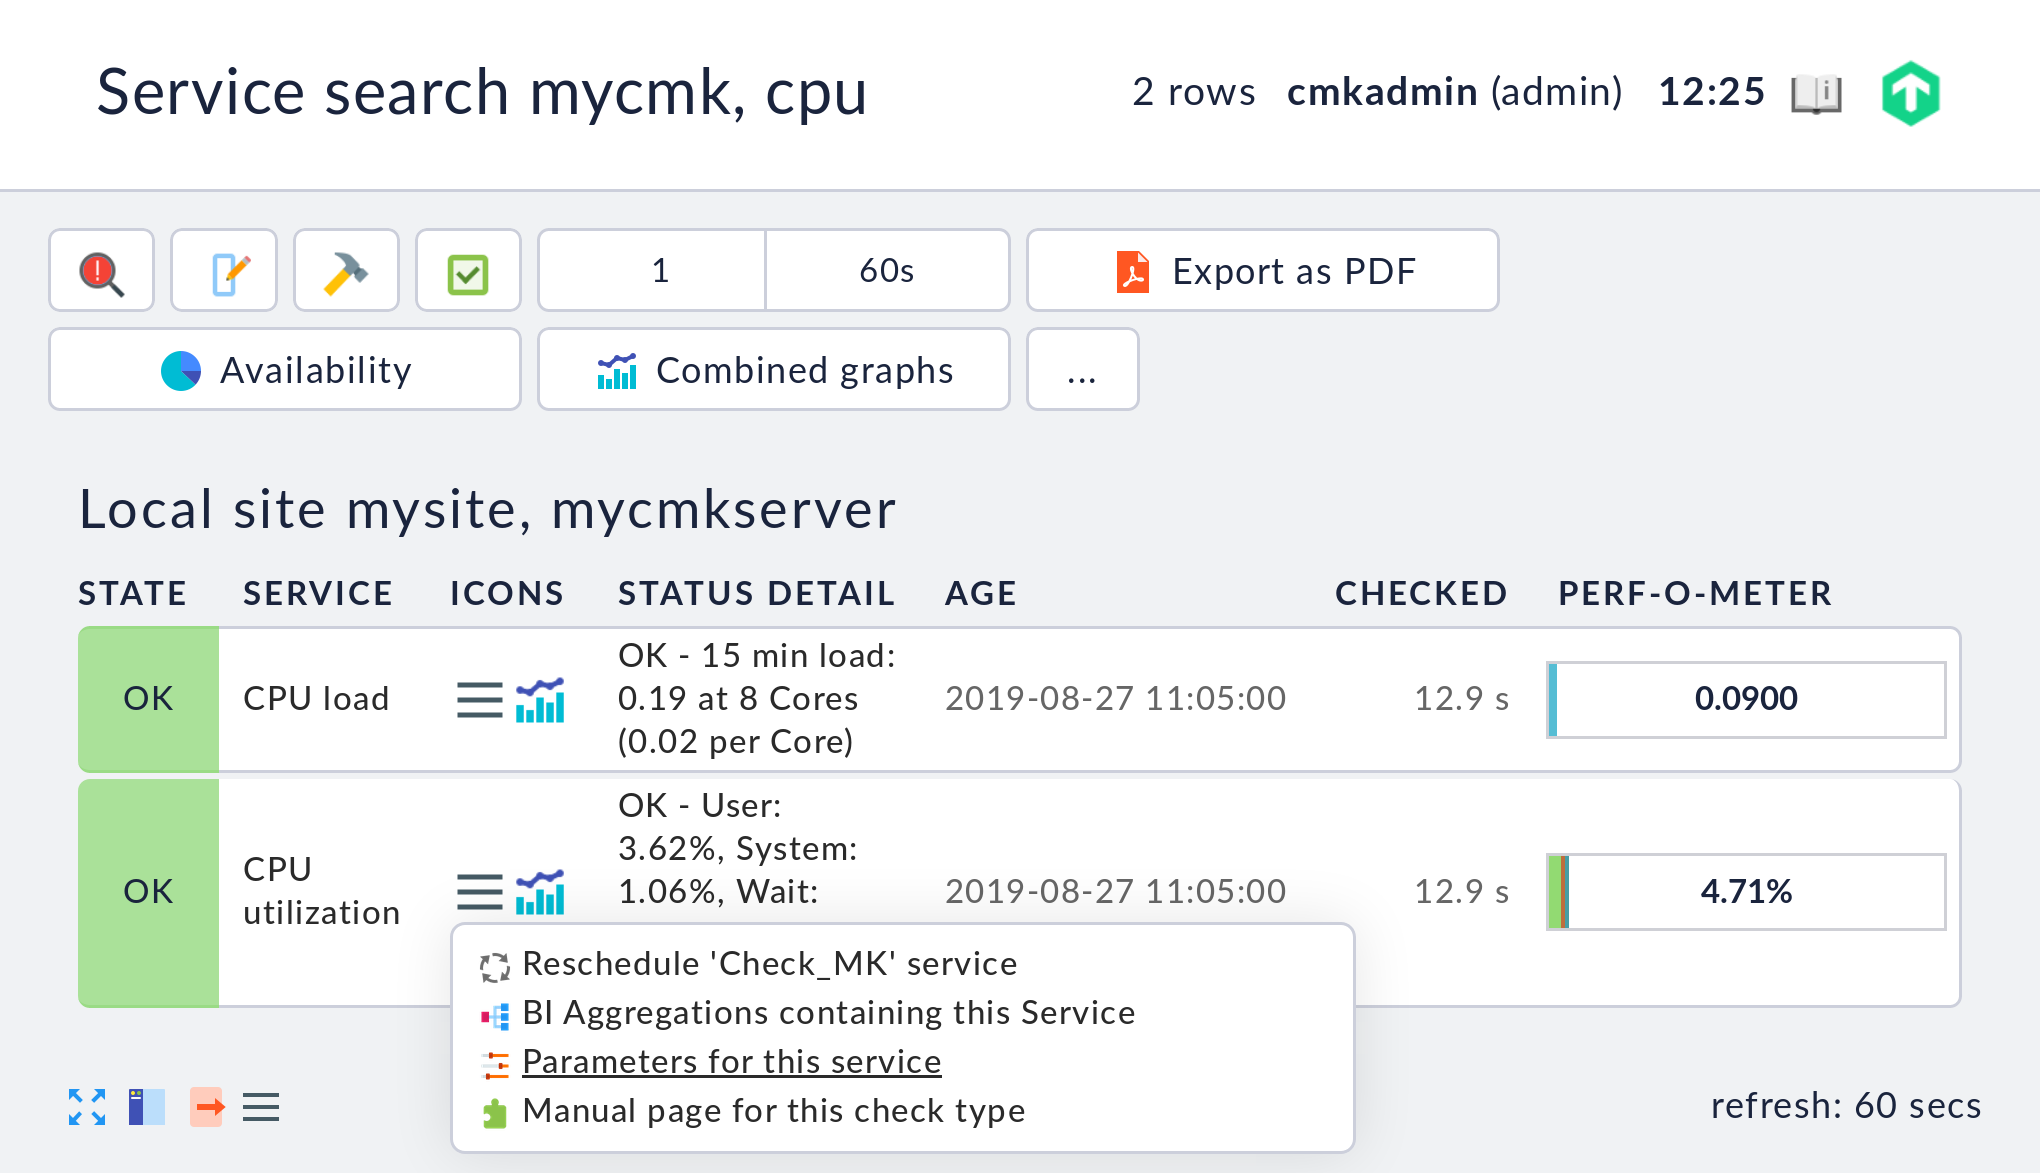 Service search mycmk, cpu
2 rows cmkadmin (admin) 12:25
1 60s Export as PDF
Availability Combined graphs ...
Local site mysite, mycmkserver
STATE SERVICE ICONS STATUS DETAIL AGE CHECKED PERF-O-METER
OK CPU load
OK - 15 min load:
0.19 at 8 Cores
(0.02 per Core)
2019-08-27 11:05:00 12.9 s 0.0900
OK
CPU
utilization
OK - User:
3.62%, System:
1.06%, Wait:
2019-08-27 11:05:00 12.9 s 4.71%
Reschedule 'Check_MK' service
BI Aggregations containing this Service
Parameters for this service
Manual page for this check type
refresh: 60 secs